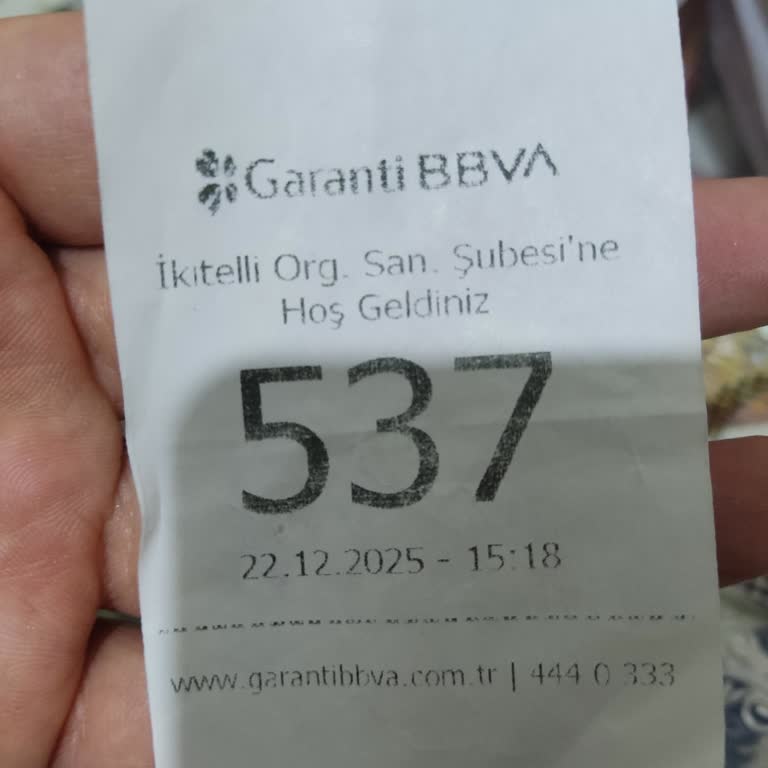 Garanti BBVA
İkitelli Org. San. Şubesi'ne
Hoş Geldiniz
537
22.12.2025 - 15:18
www.garantibbva.com.tr | 444 0 333